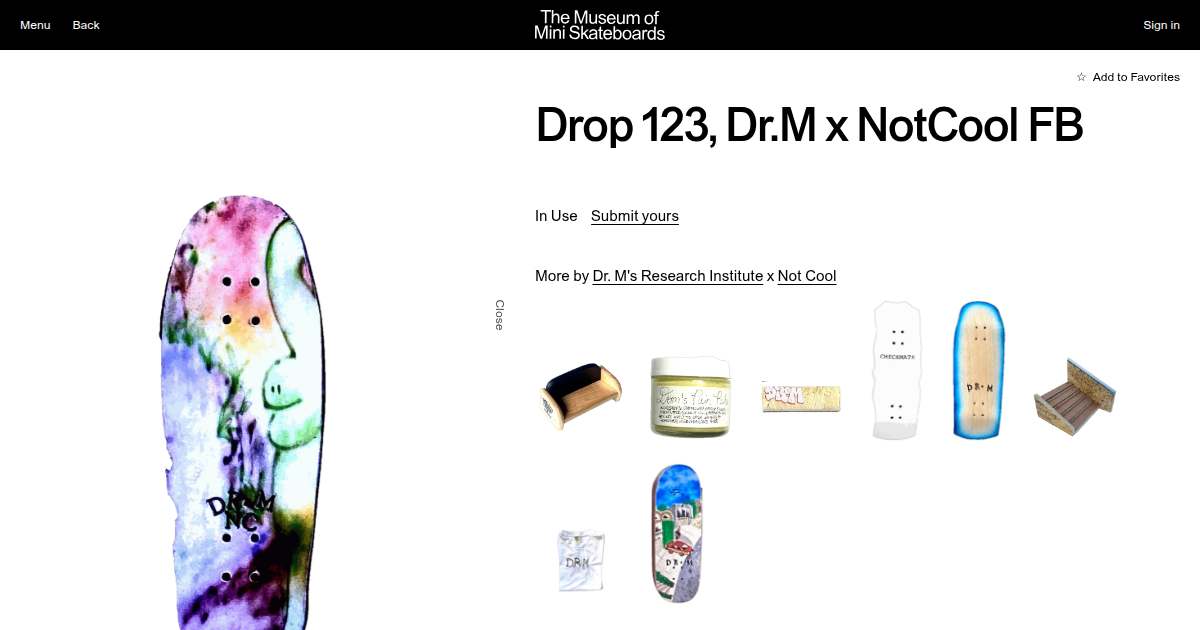 Menu
Back
The Museum of
Mini Skateboards
Sign in
☆ Add to Favorites
Drop 123, Dr.M x NotCool FB
In Use
Submit yours
More by Dr. M's Research Institute x Not Cool
Close
DR•M
NC
CHECKMATE
DR•M
DR•M
DR•M